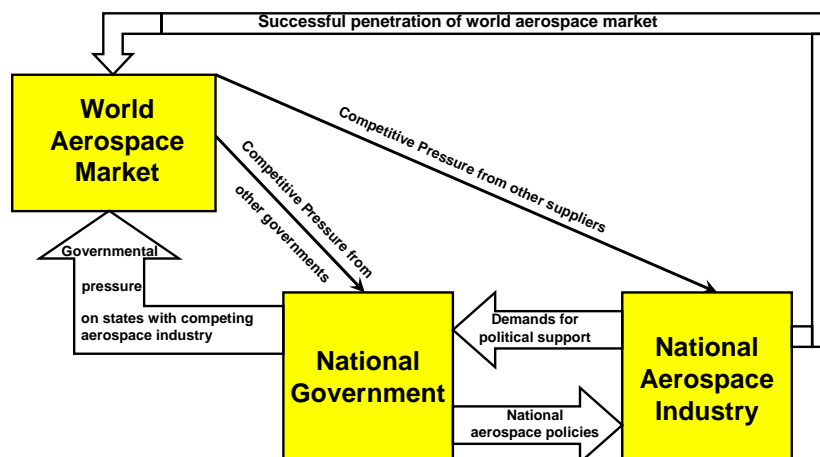 Successful penetration of world aerospace market
World
Aerospace
Market
Competitive Pressure from other suppliers
Competitive Pressure from
other governments
Governmental
pressure
on states with competing
aerospace industry
National
Government
Demands for
political support
National
aerospace policies
National
Aerospace
Industry